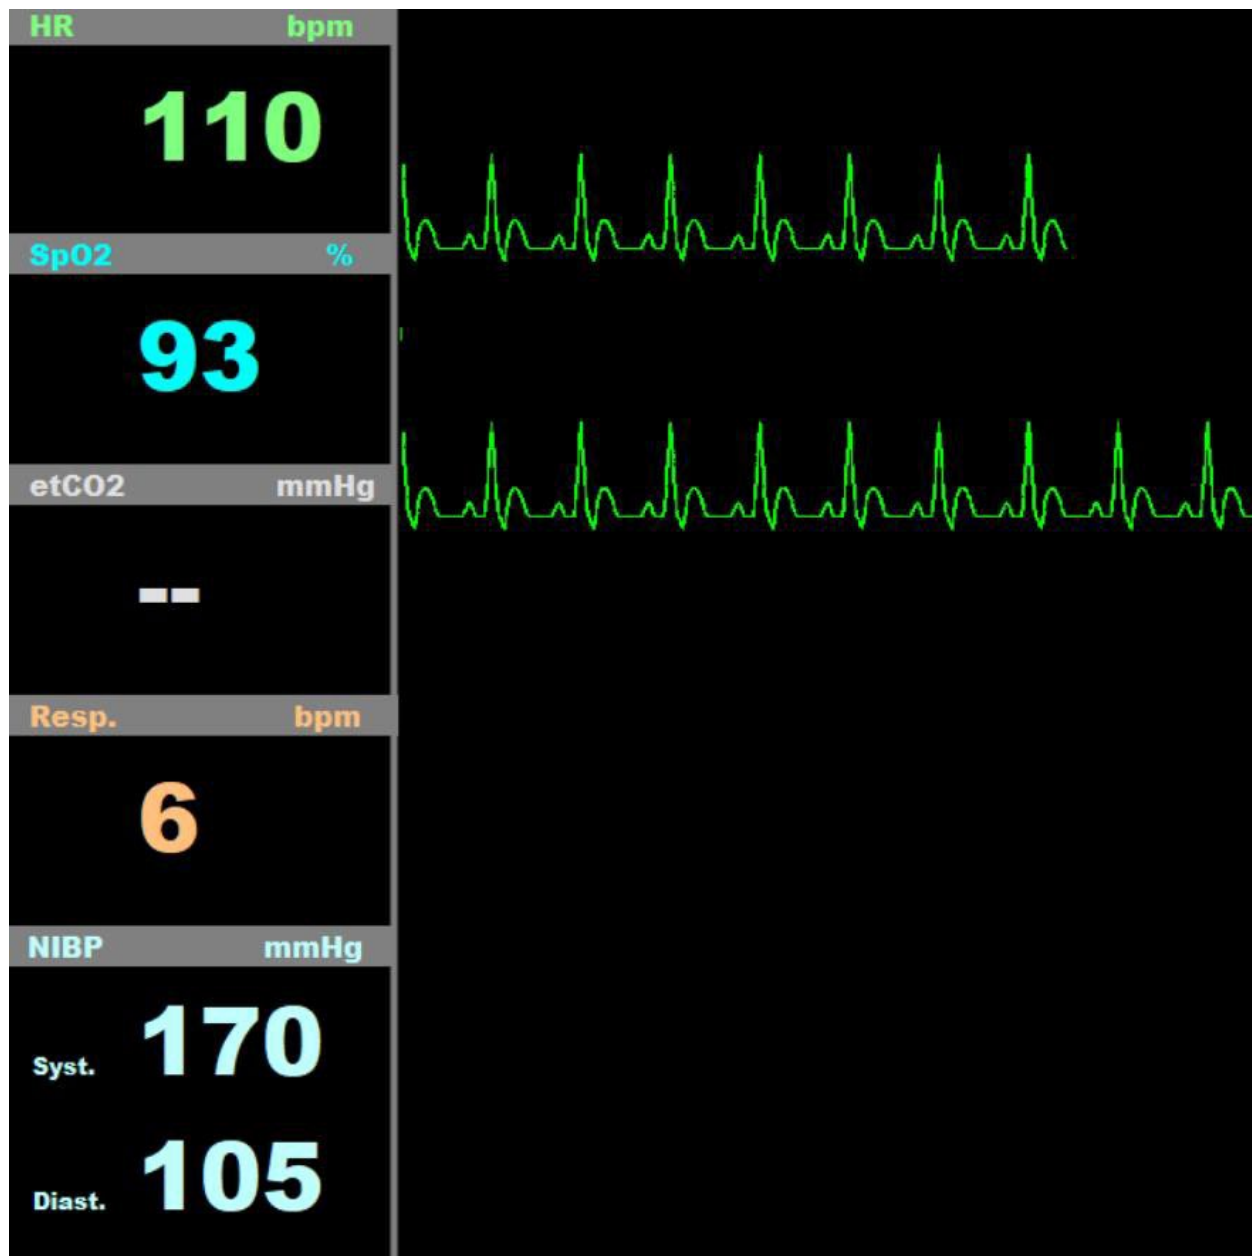 HR bpm
110
SpO2 %
93
etCO2 mmHg
--
Resp. bpm
6
NIBP mmHg
Syst. 170
Diast. 105